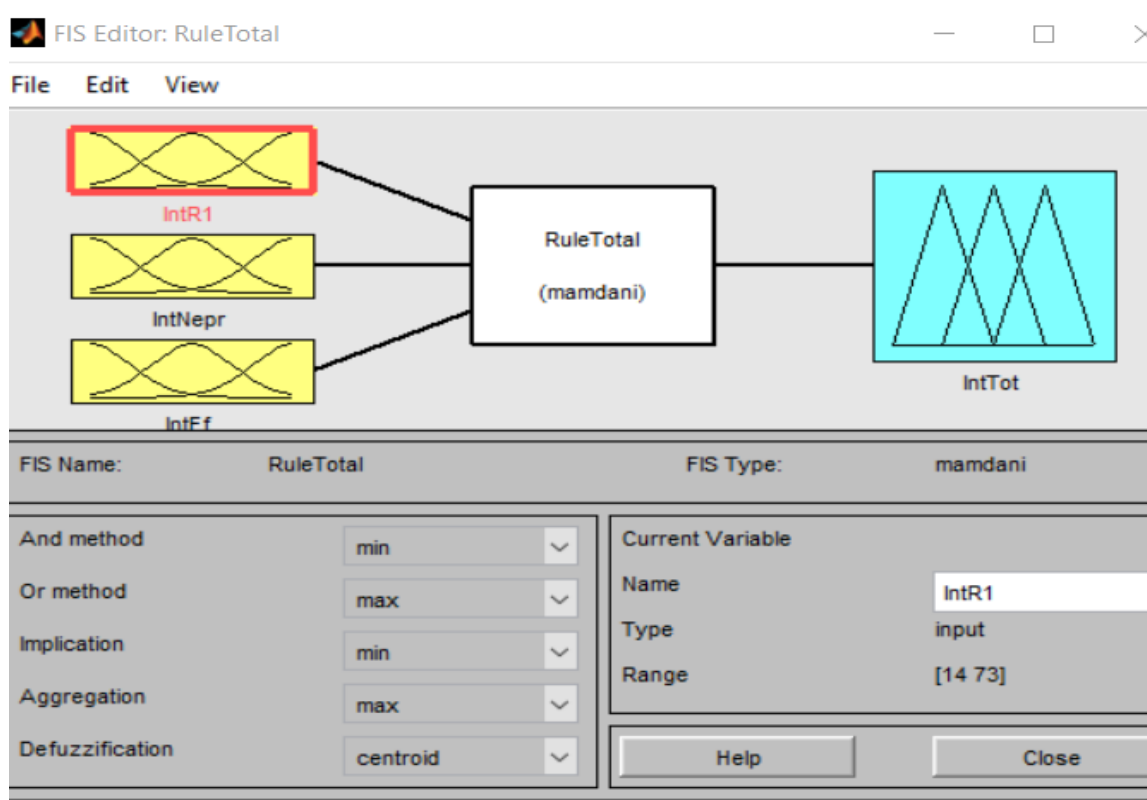 FIS Editor: RuleTotal
File Edit View
IntR1
IntNepr
IntEf
RuleTotal
(mamdani)
IntTot
FIS Name: RuleTotal FIS Type: mamdani
And method min
Or method max
Implication min
Aggregation max
Defuzzification centroid
Current Variable
Name IntR1
Type input
Range [14 73]
Help Close